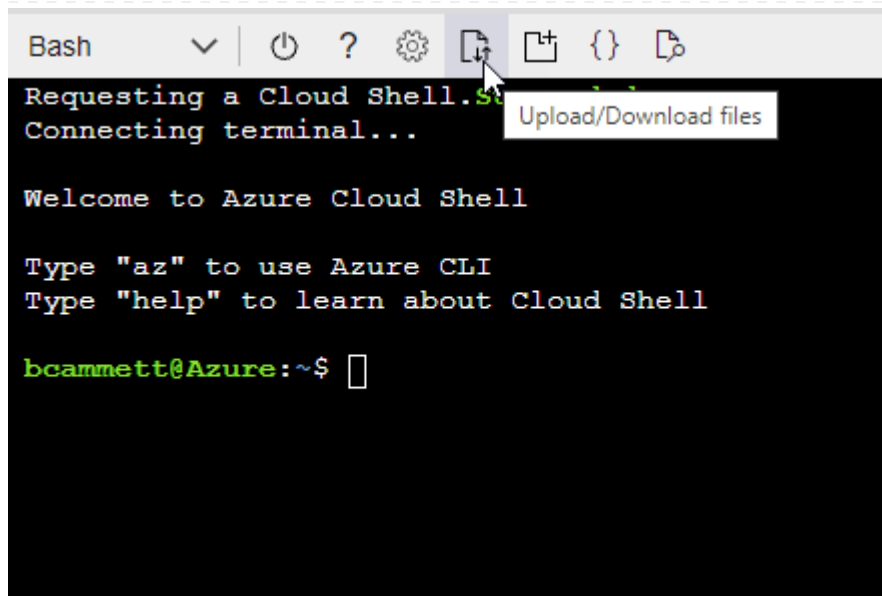 Bash ? {}
Requesting a Cloud Shell.
Upload/Download files
Connecting terminal...
Welcome to Azure Cloud Shell
Type "az" to use Azure CLI
Type "help" to learn about Cloud Shell
bcammett@Azure:~$